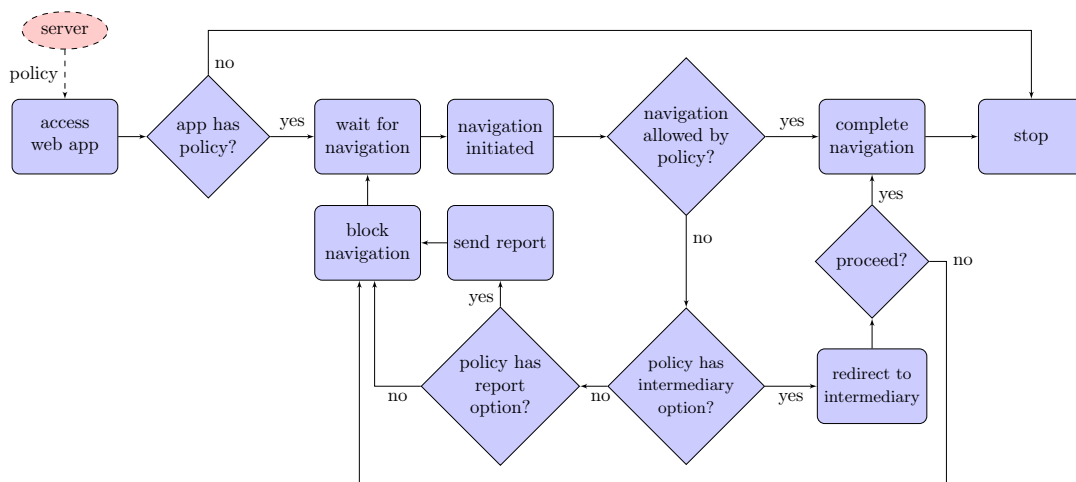 server
policy
no
access
web app
app has
policy?
yes
wait for
navigation
navigation
initiated
navigation
allowed by
policy?
yes
complete
navigation
stop
block
navigation
send report
no
yes
proceed?
no
yes
policy has
report
option?
no
policy has
intermediary
option?
no
yes
redirect to
intermediary